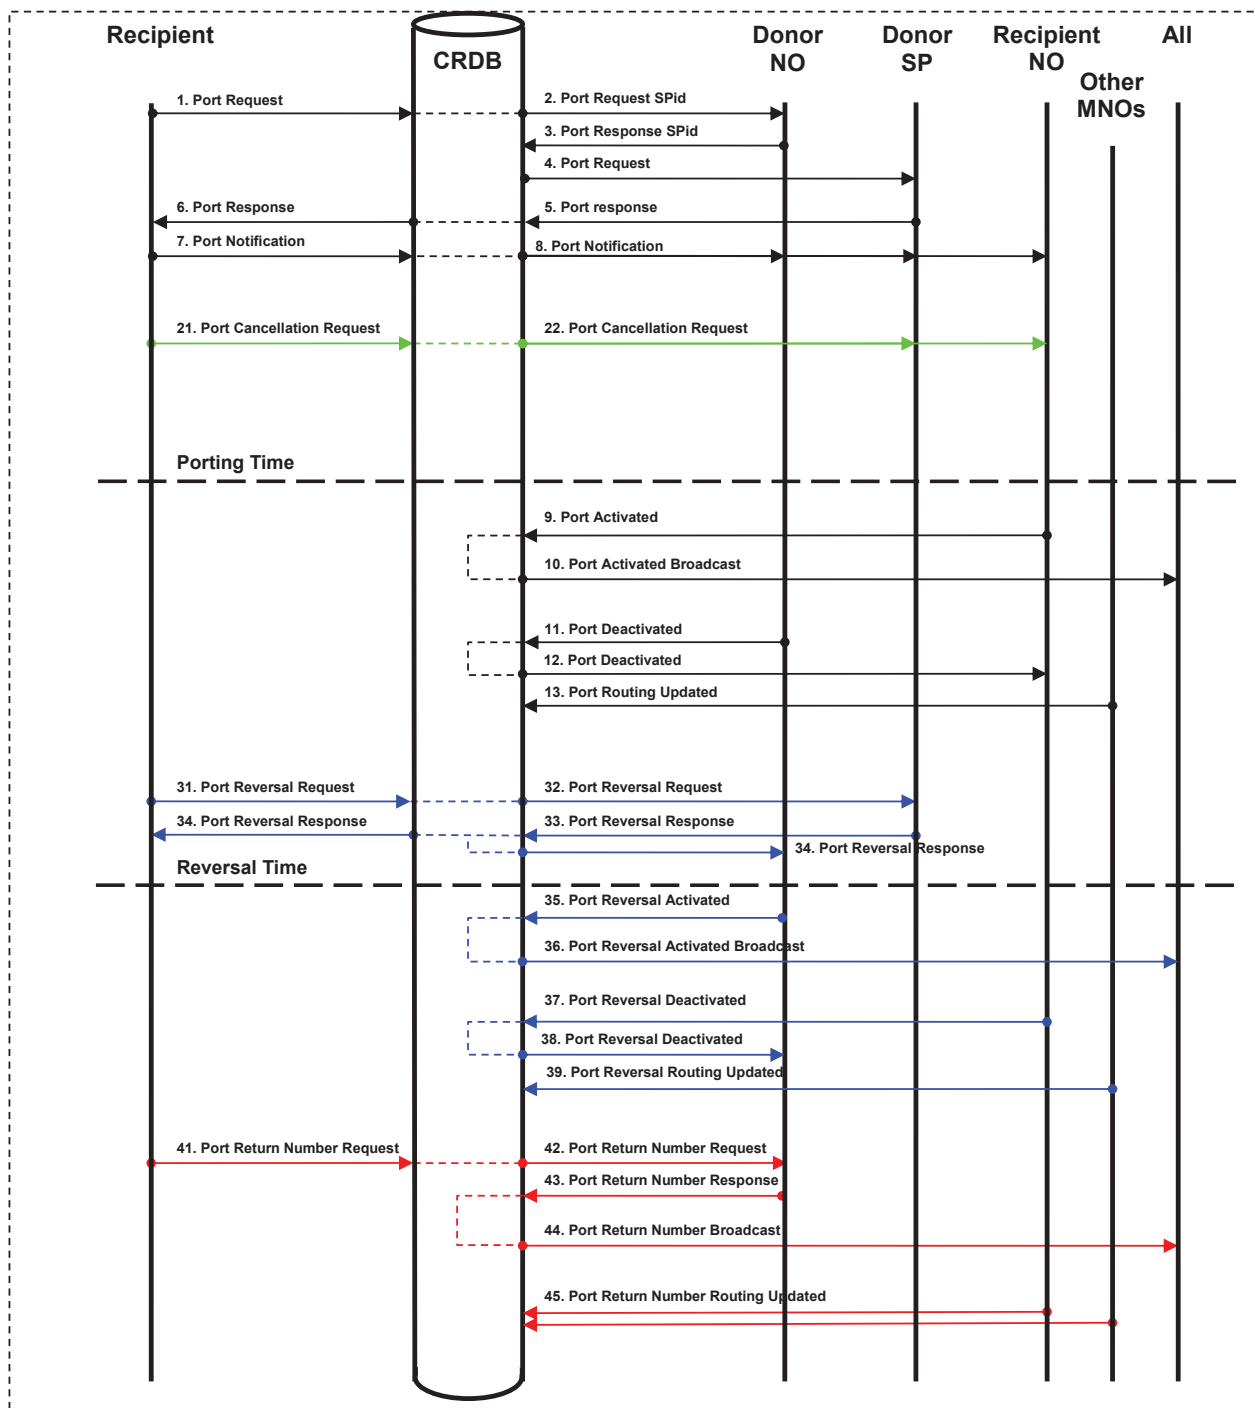 Recipient
CRDB
Donor
NO
Donor
SP
Recipient
NO
Other
MNOs
All
1. Port Request
2. Port Request SPid
3. Port Response SPid
4. Port Request
6. Port Response
5. Port response
7. Port Notification
8. Port Notification
21. Port Cancellation Request
22. Port Cancellation Request
Porting Time
9. Port Activated
10. Port Activated Broadcast
11. Port Deactivated
12. Port Deactivated
13. Port Routing Updated
31. Port Reversal Request
32. Port Reversal Request
34. Port Reversal Response
33. Port Reversal Response
34. Port Reversal Response
Reversal Time
35. Port Reversal Activated
36. Port Reversal Activated Broadcast
37. Port Reversal Deactivated
38. Port Reversal Deactivated
39. Port Reversal Routing Updated
41. Port Return Number Request
42. Port Return Number Request
43. Port Return Number Response
44. Port Return Number Broadcast
45. Port Return Number Routing Updated